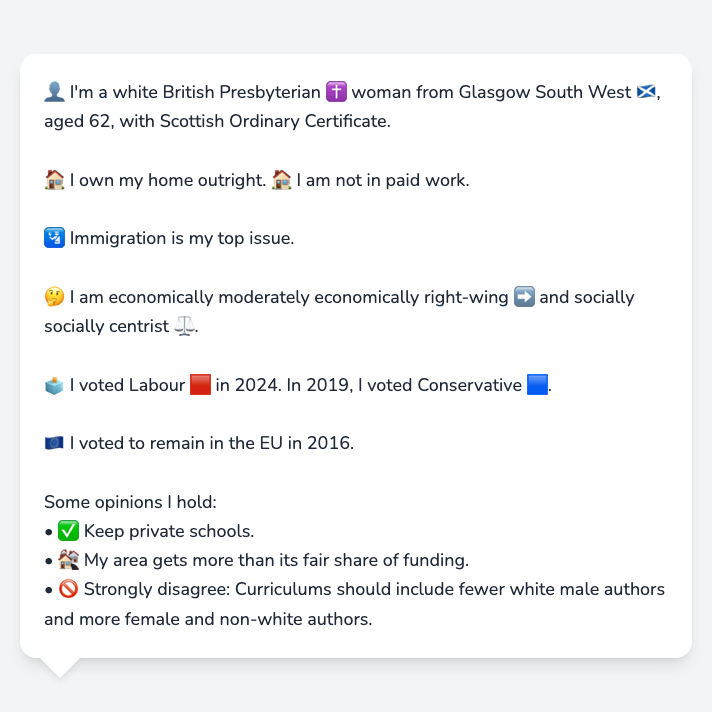 👤 I'm a white British Presbyterian ✝️ woman from Glasgow South West 🏴󠁧󠁢󠁳󠁣󠁴󠁿,
aged 62, with Scottish Ordinary Certificate.
🏠 I own my home outright. 🏠 I am not in paid work.
🛂 Immigration is my top issue.
🤔 I am economically moderately economically right-wing ➡️ and socially
socially centrist ⚖️.
🗳️ I voted Labour 🟥 in 2024. In 2019, I voted Conservative 🟦.
🇪🇺 I voted to remain in the EU in 2016.
Some opinions I hold:
• ✅ Keep private schools.
• 🏘️ My area gets more than its fair share of funding.
• 🚫 Strongly disagree: Curriculums should include fewer white male authors
and more female and non-white authors.